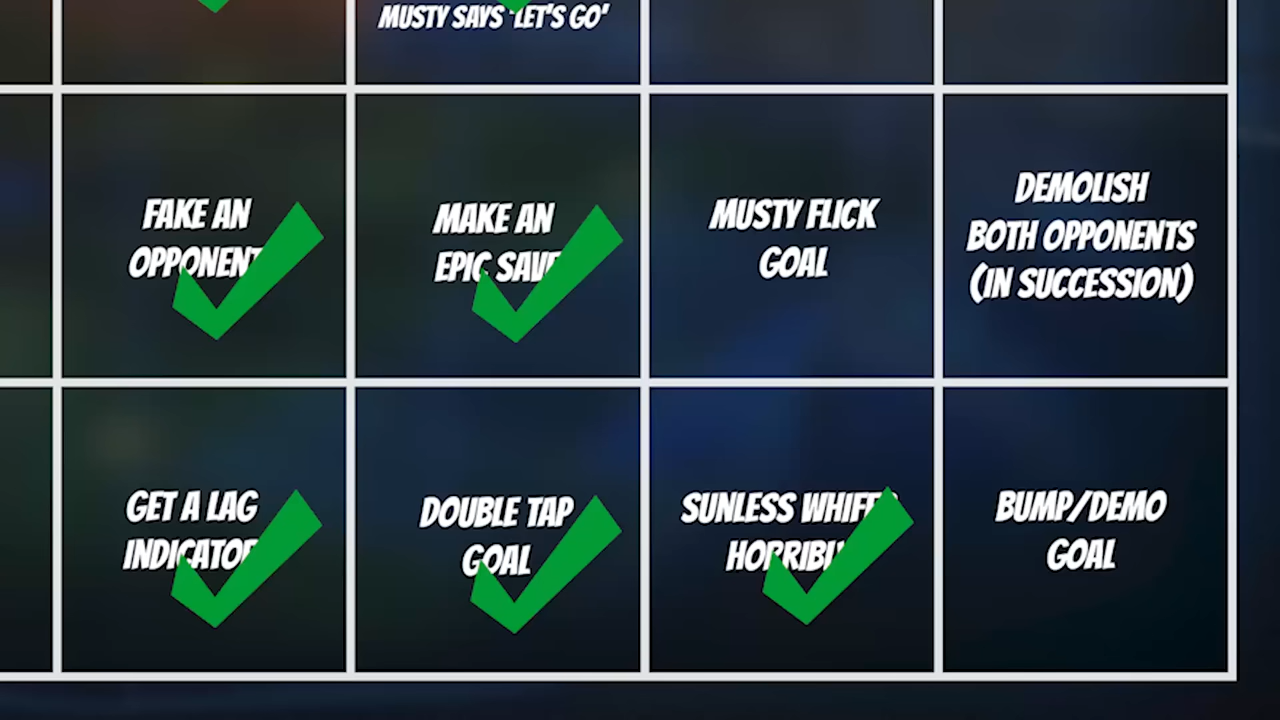 MUSTY SAYS 'LET'S GO'
FAKE AN
OPPONENT
MAKE AN
EPIC SAVE
MUSTY FLICK
GOAL
DEMOLISH
BOTH OPPONENTS
(IN SUCCESSION)
GET A LAG
INDICATOR
DOUBLE TAP
GOAL
SUNLESS WHIFFS
HORRIBLY
BUMP/DEMO
GOAL